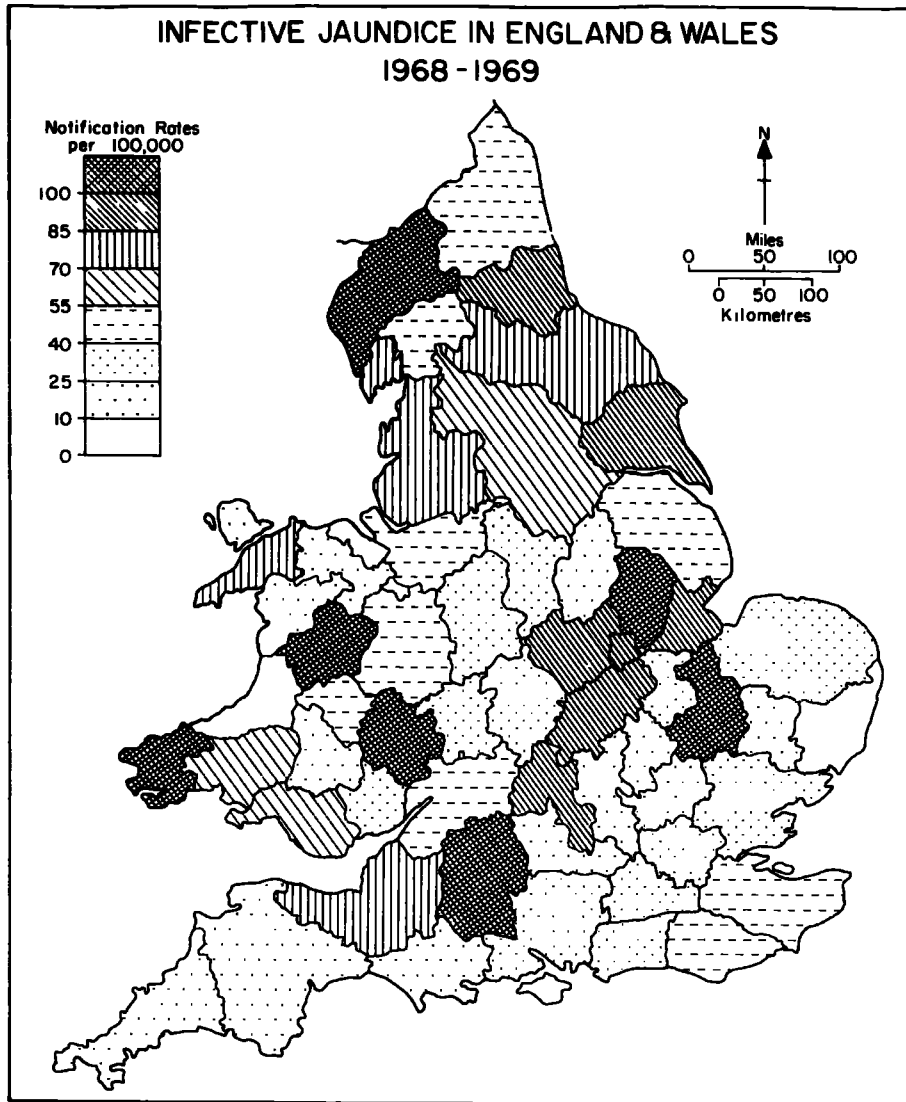 INFECTIVE JAUNDICE IN ENGLAND & WALES
1968 - 1969
Notification Rates
per 100,000
100
85
70
55
40
25
10
0
N
Miles
0 50 100
0 50 100
Kilometres